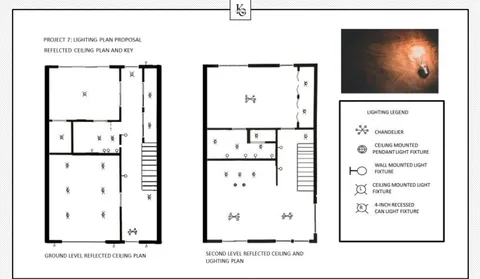 KS
PROJECT 7: LIGHTING PLAN PROPOSAL
REFELCTED CEILING PLAN AND KEY
LIGHTING LEGEND
CHANDELIER
CEILING MOUNTED
PENDANT LIGHT FIXTURE
WALL MOUNTED LIGHT
FIXTURE
CEILING MOUNTED LIGHT
FIXTURE
4-INCH RECESSED
CAN LIGHT FIXTURE
GROUND LEVEL REFLECTED CEILING PLAN
SECOND LEVEL REFLECTED CEILING AND
LIGHTING PLAN